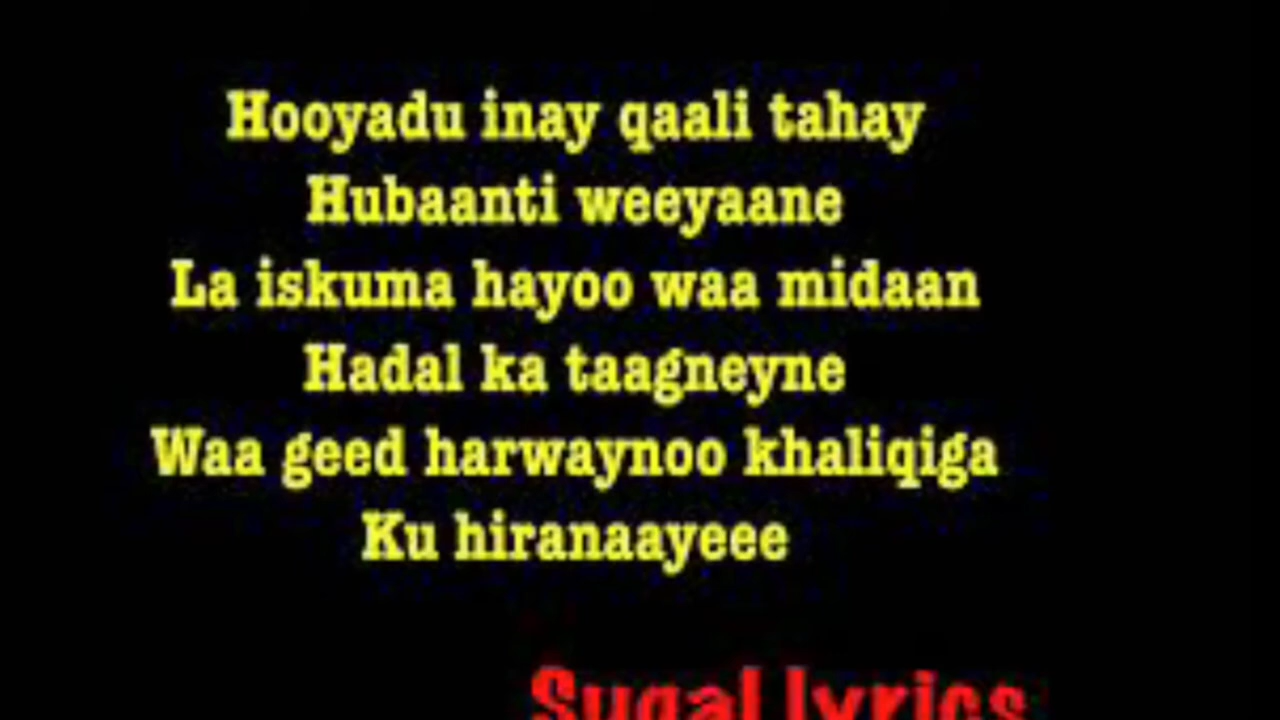 Hooyadu inay qaali tahay
Hubaanti weeyaane
La iskuma hayoo waa midaan
Hadal ka taagneyne
Waa geed harwaynoo khaliqiga
Ku hiranaayeee
Sugal lyrics